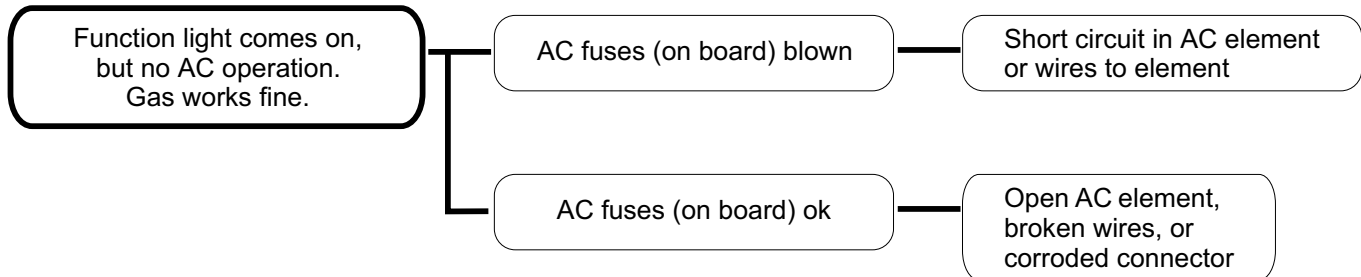 Function light comes on,
but no AC operation.
Gas works fine.
AC fuses (on board) blown
Short circuit in AC element
or wires to element
AC fuses (on board) ok
Open AC element,
broken wires, or
corroded connector